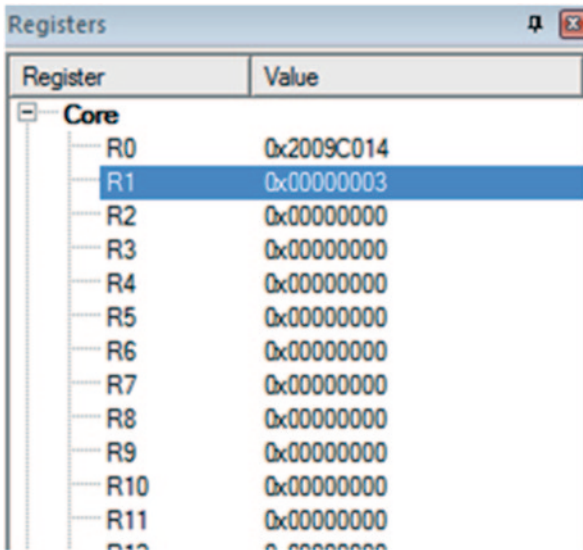 Registers
Register Value
Core
R0 0x2009C014
R1 0x00000003
R2 0x00000000
R3 0x00000000
R4 0x00000000
R5 0x00000000
R6 0x00000000
R7 0x00000000
R8 0x00000000
R9 0x00000000
R10 0x00000000
R11 0x00000000